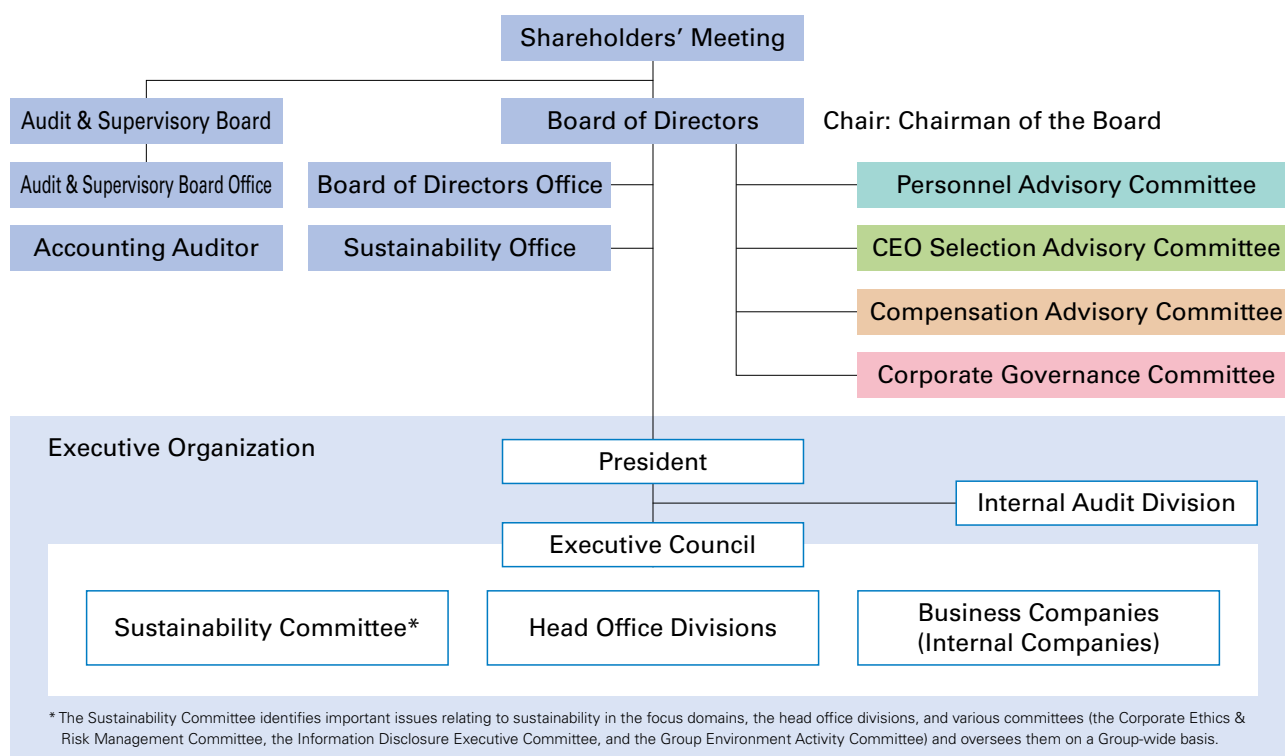 Shareholders' Meeting
Audit & Supervisory Board
Board of Directors
Chair: Chairman of the Board
Audit & Supervisory Board Office
Board of Directors Office
Personnel Advisory Committee
Accounting Auditor
Sustainability Office
CEO Selection Advisory Committee
Compensation Advisory Committee
Corporate Governance Committee
Executive Organization
President
Internal Audit Division
Executive Council
Sustainability Committee*
Head Office Divisions
Business Companies
(Internal Companies)
* The Sustainability Committee identifies important issues relating to sustainability in the focus domains, the head office divisions, and various committees (the Corporate Ethics &
Risk Management Committee, the Information Disclosure Executive Committee, and the Group Environment Activity Committee) and oversees them on a Group-wide basis.